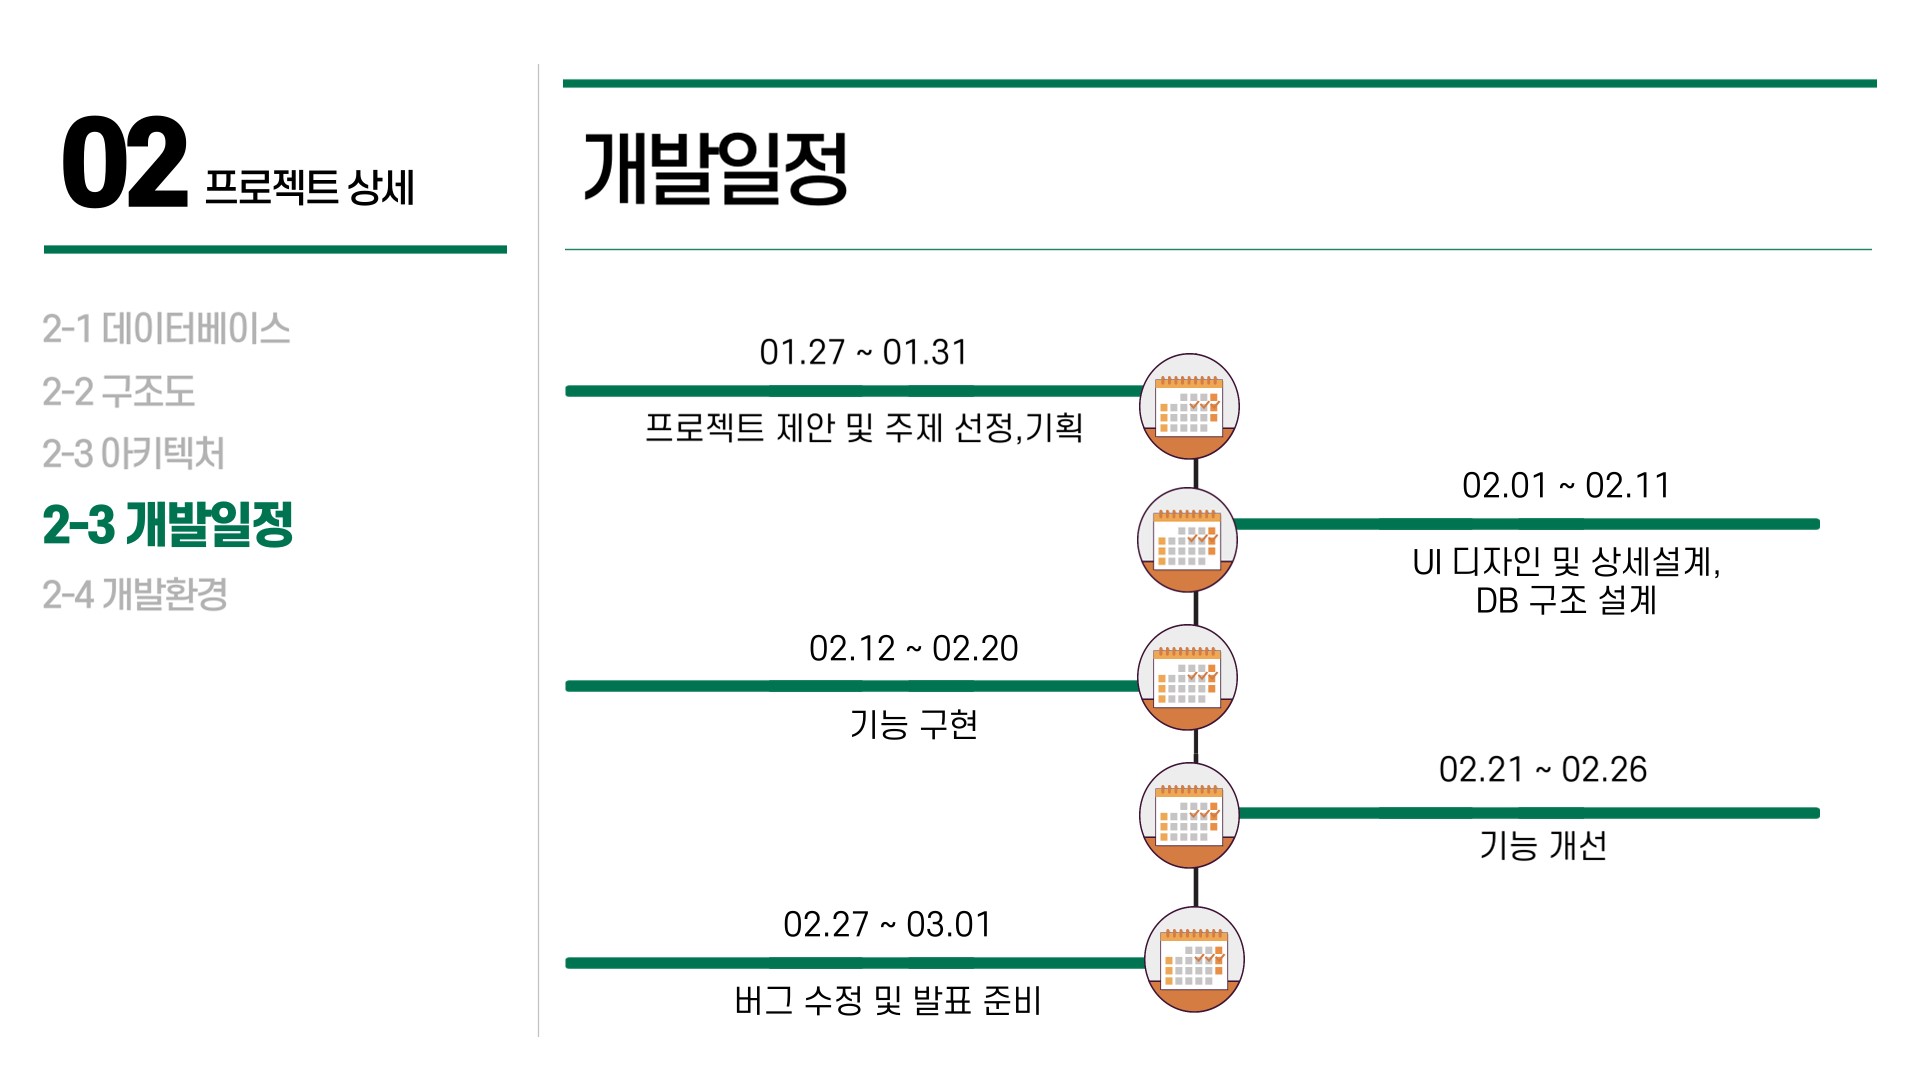 02 프로젝트 상세
2-1 데이터베이스
2-2 구조도
2-3 아키텍처
2-3 개발일정
2-4 개발환경
개발일정
01.27 ~ 01.31
프로젝트 제안 및 주제 선정,기획
02.01 ~ 02.11
UI 디자인 및 상세설계,
DB 구조 설계
02.12 ~ 02.20
기능 구현
02.21 ~ 02.26
기능 개선
02.27 ~ 03.01
버그 수정 및 발표 준비